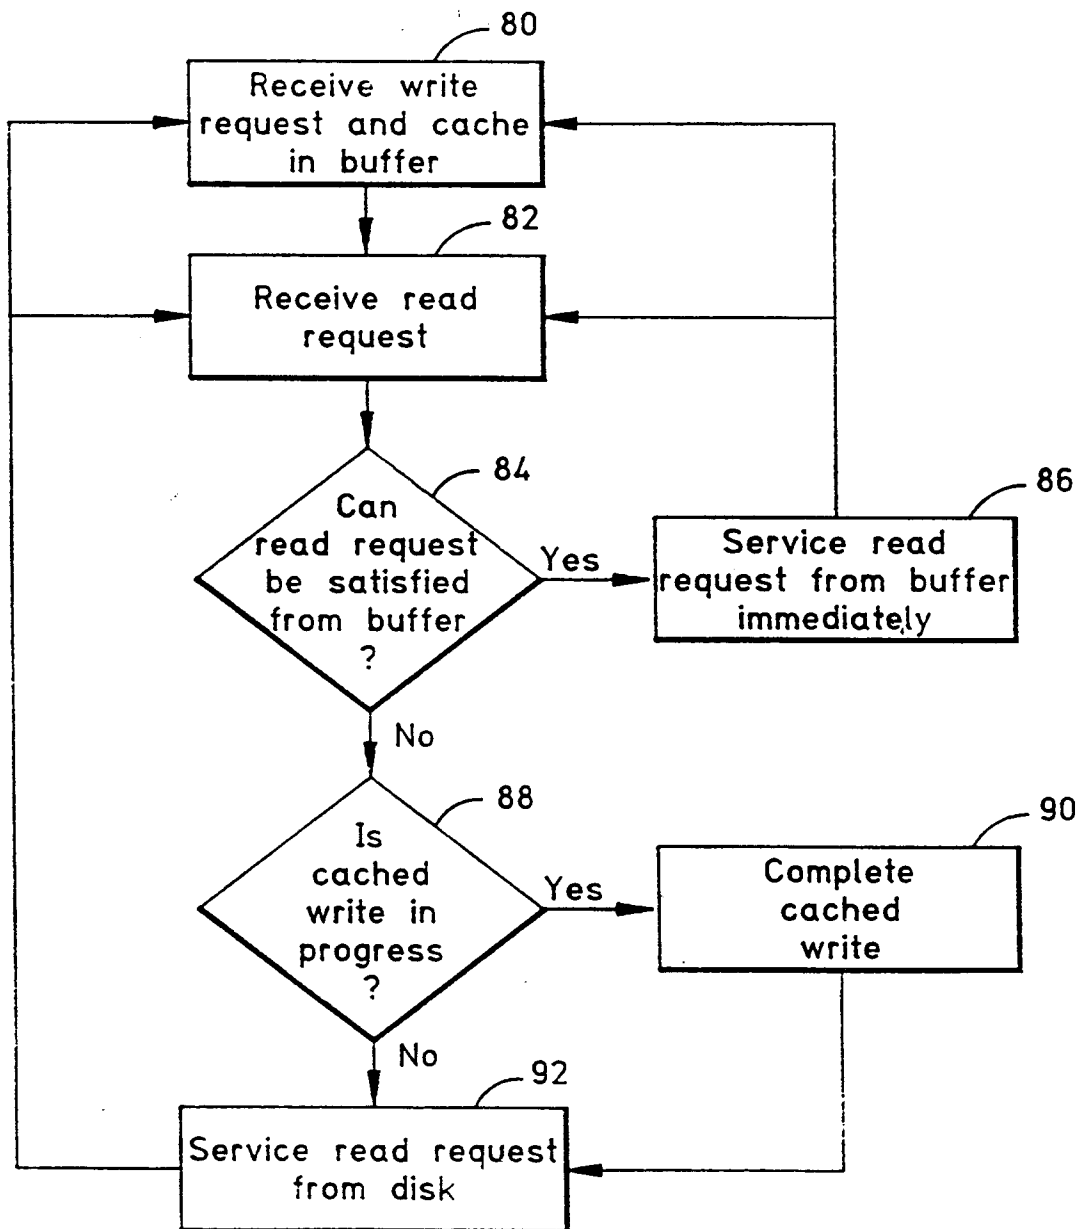 80
Receive write
request and cache
in buffer
82
Receive read
request
84
Can
read request
be satisfied
from buffer
?
Yes
86
Service read
request from buffer
immediately
No
88
Is
cached
write in
progress
?
Yes
90
Complete
cached
write
No
92
Service read request
from disk